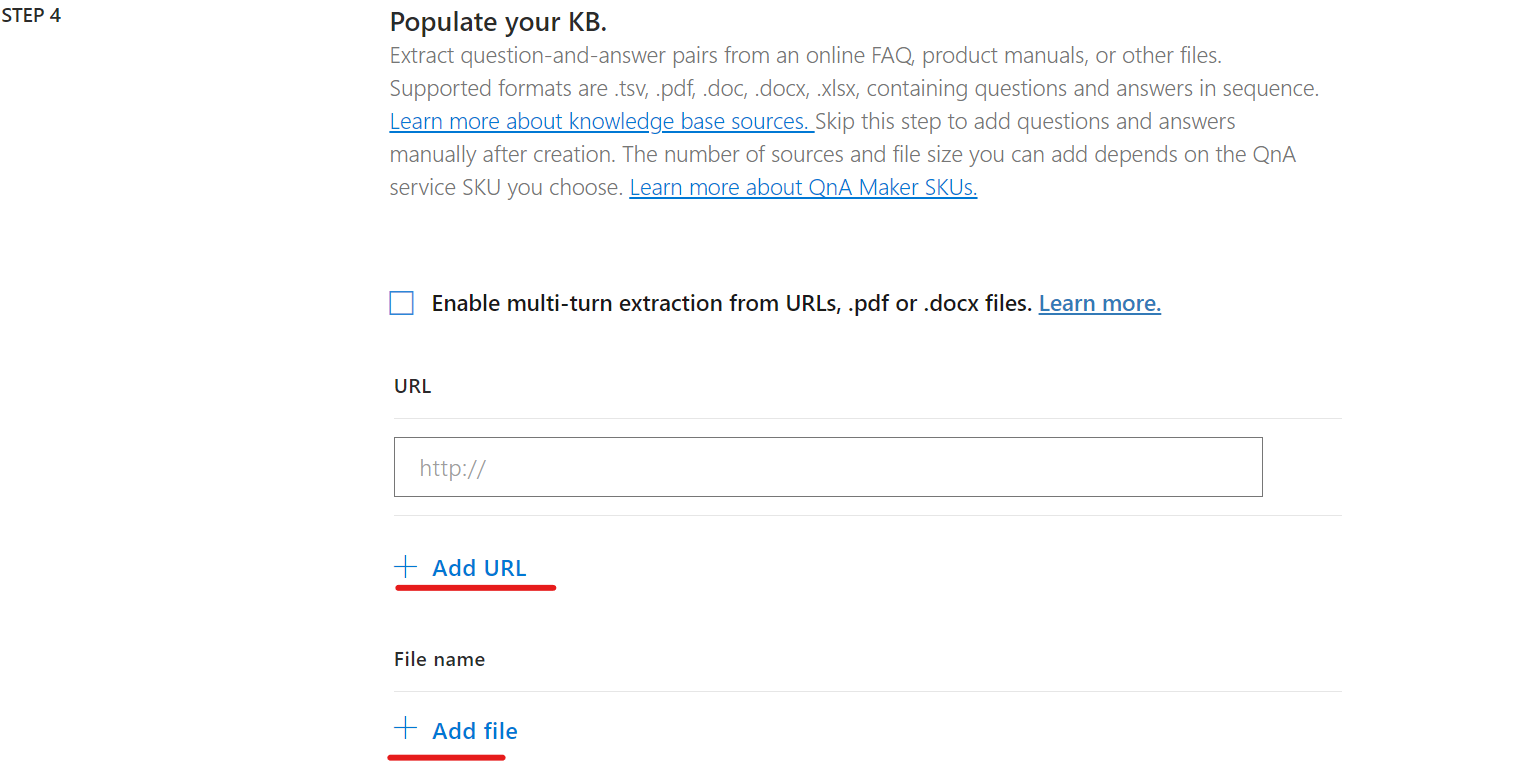 STEP 4
Populate your KB.
Extract question-and-answer pairs from an online FAQ, product manuals, or other files.
Supported formats are .tsv, .pdf, .doc, .docx, .xlsx, containing questions and answers in sequence.
Learn more about knowledge base sources. Skip this step to add questions and answers
manually after creation. The number of sources and file size you can add depends on the QnA
service SKU you choose. Learn more about QnA Maker SKUs.
Enable multi-turn extraction from URLs, .pdf or .docx files. Learn more.
URL
http://
+ Add URL
File name
+ Add file